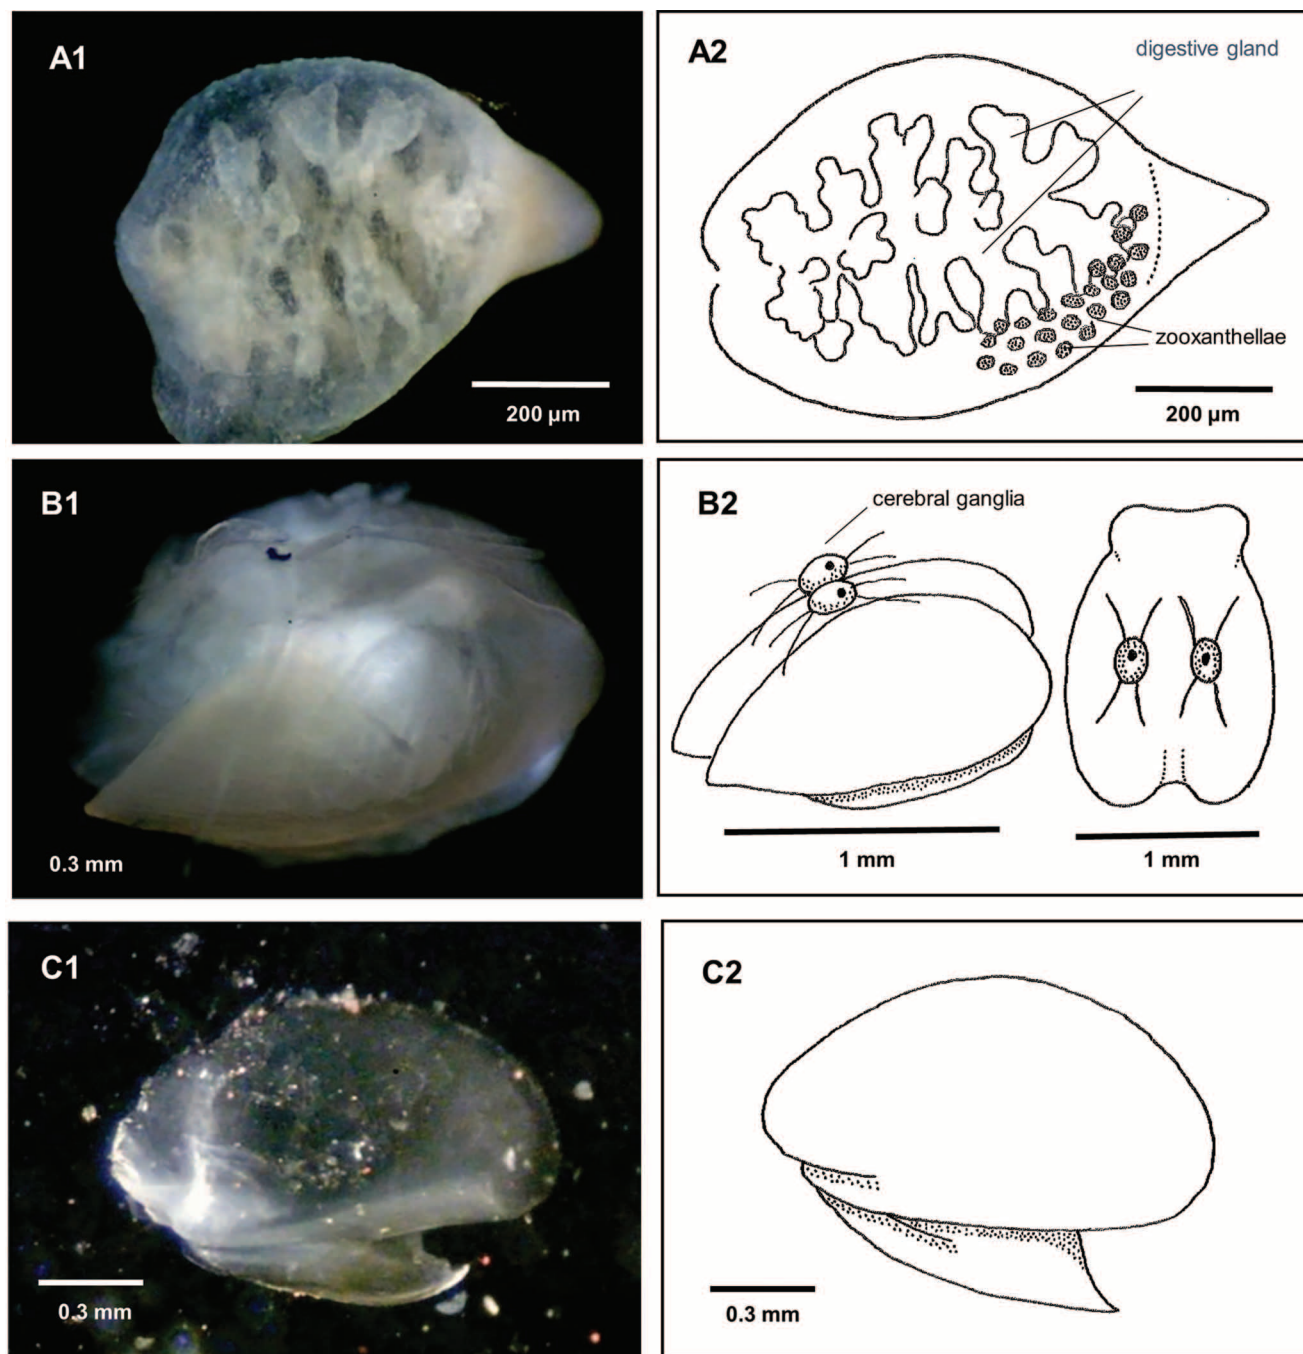 A1
200 µm
A2
digestive gland
zooxanthellae
200 µm
B1
0.3 mm
B2
cerebral ganglia
1 mm
1 mm
C1
0.3 mm
C2
0.3 mm